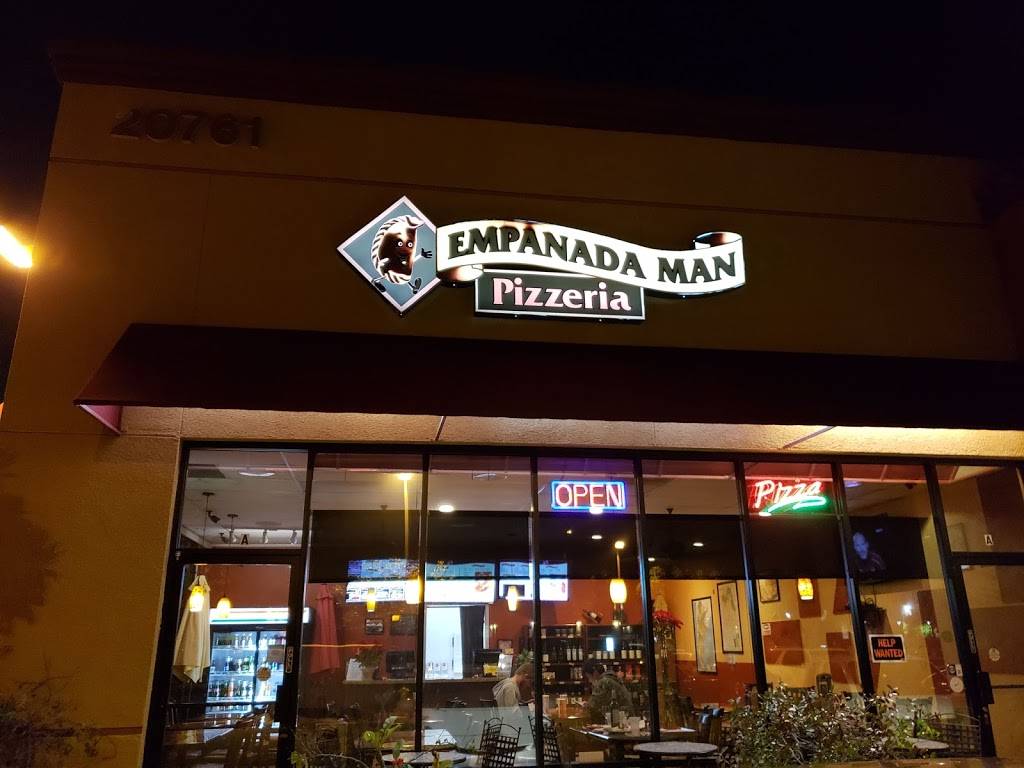 20761
EMPANADA MAN
Pizzeria
OPEN
Pizza
A
A
HELP
WANTED